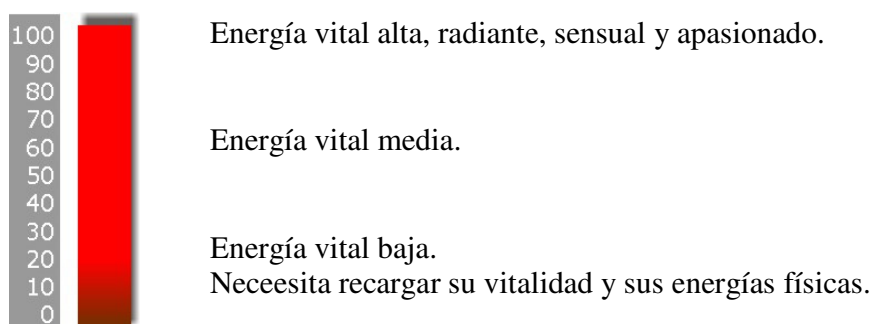 100 Energía vital alta, radiante, sensual y apasionado.
90
80
70
60 Energía vital media.
50
40
30
20 Energía vital baja.
10 Neceesita recargar su vitalidad y sus energías físicas.
0